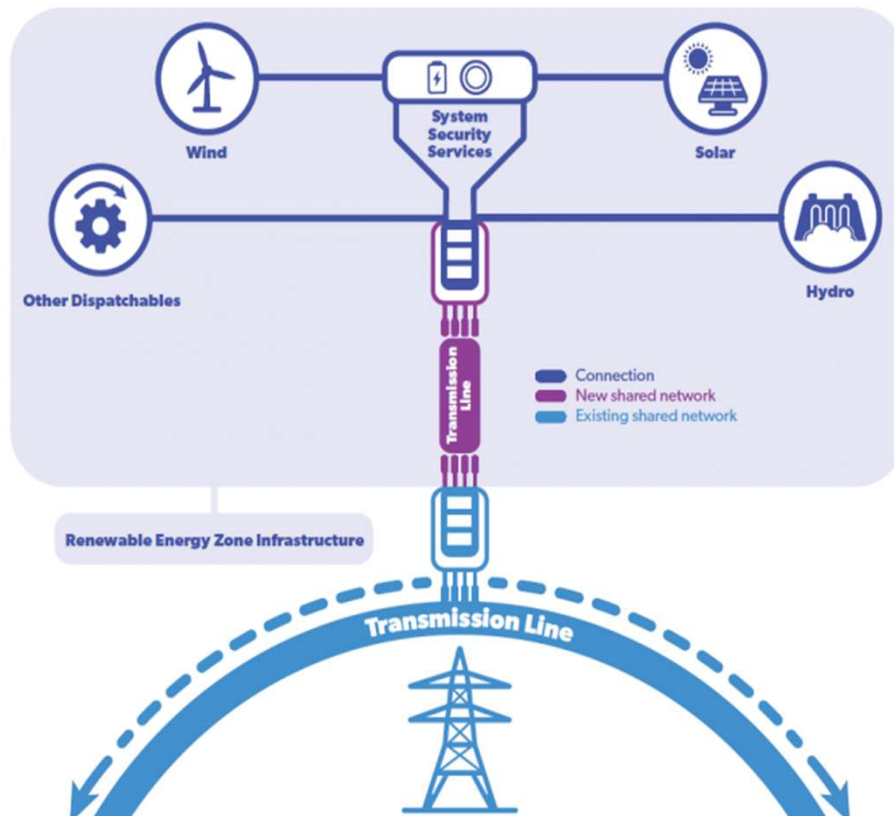 System
Security
Services
Wind
Solar
Other Dispatchables
Hydro
Transmission
Line
Connection
New shared network
Existing shared network
Renewable Energy Zone Infrastructure
Transmission Line